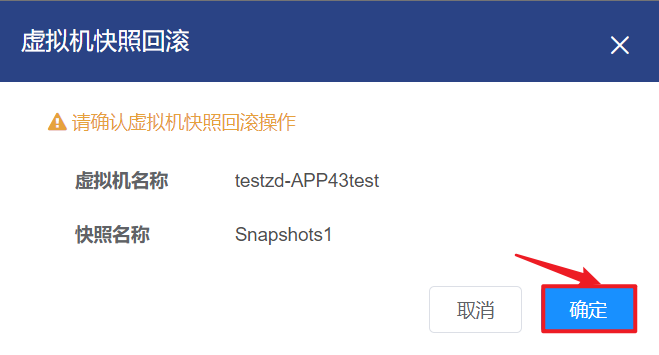 虚拟机快照回滚
请确认虚拟机快照回滚操作
虚拟机名称 testzd-APP43test
快照名称 Snapshots1
取消 确定